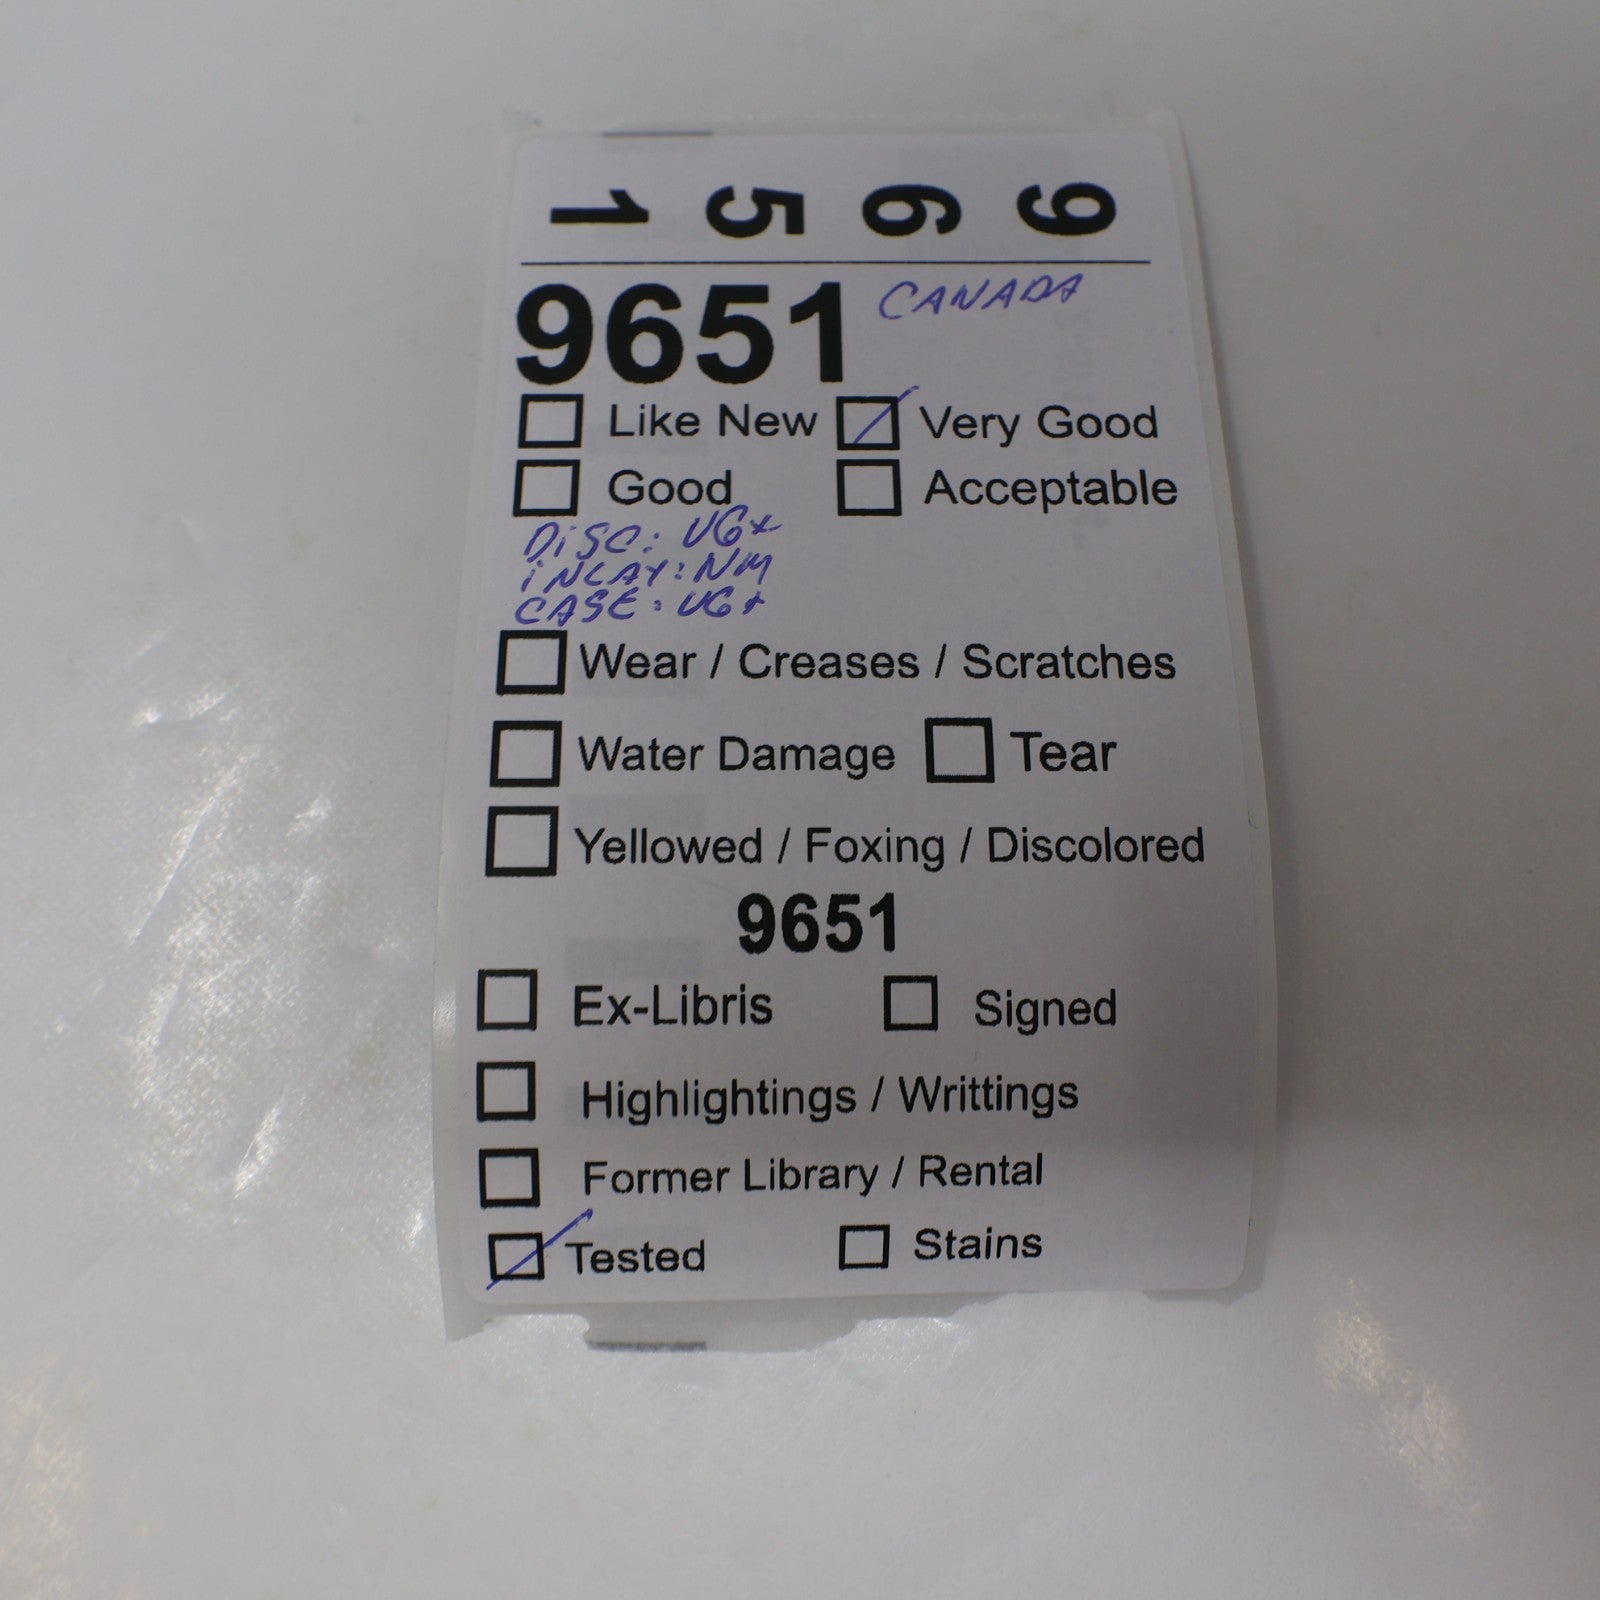 9651
9651 CANADA
Like New Very Good
Good Acceptable
DiSC: VG+
iNLAY: NM
CASE: VG+
Wear / Creases / Scratches
Water Damage Tear
Yellowed / Foxing / Discolored
9651
Ex-Libris Signed
Highlightings / Writtings
Former Library / Rental
Tested Stains